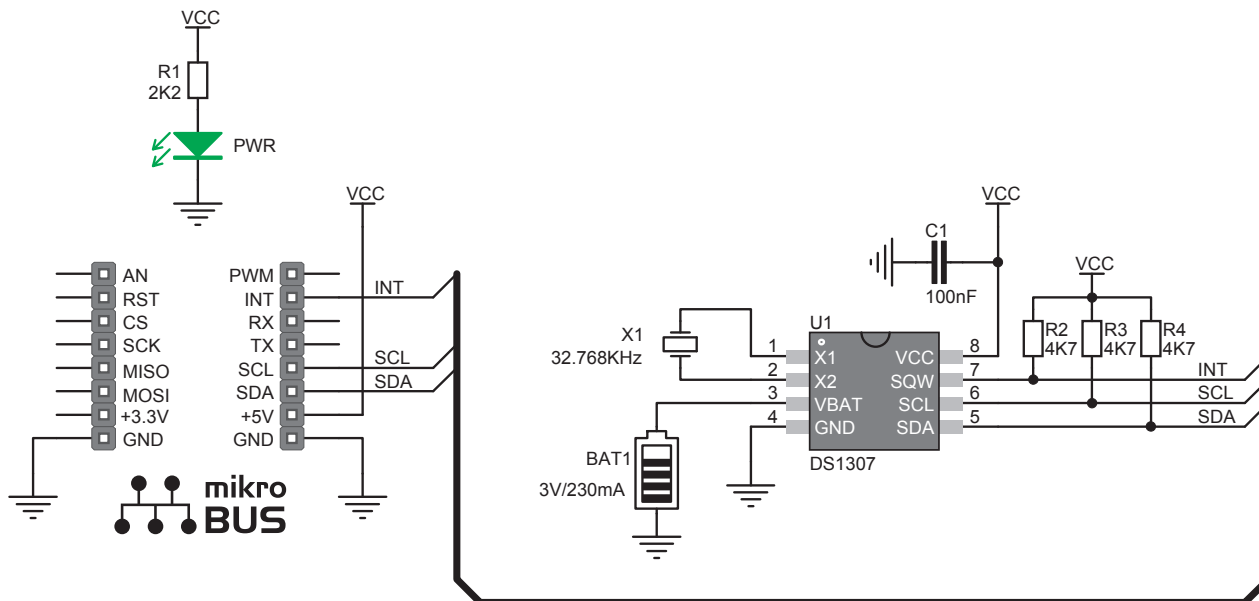 VCC
R1
2K2
PWR
VCC
AN
RST
CS
SCK
MISO
MOSI
+3.3V
GND
PWM
INT
RX
TX
SCL
SDA
+5V
GND
INT
SCL
SDA
mikro
BUS
VCC
C1
100nF
VCC
X1
32.768KHz
U1
1
2
3
4
X1
X2
VBAT
GND
VCC
SQW
SCL
SDA
8
7
6
5
DS1307
R2
4K7
R3
4K7
R4
4K7
INT
SCL
SDA
BAT1
3V/230mA